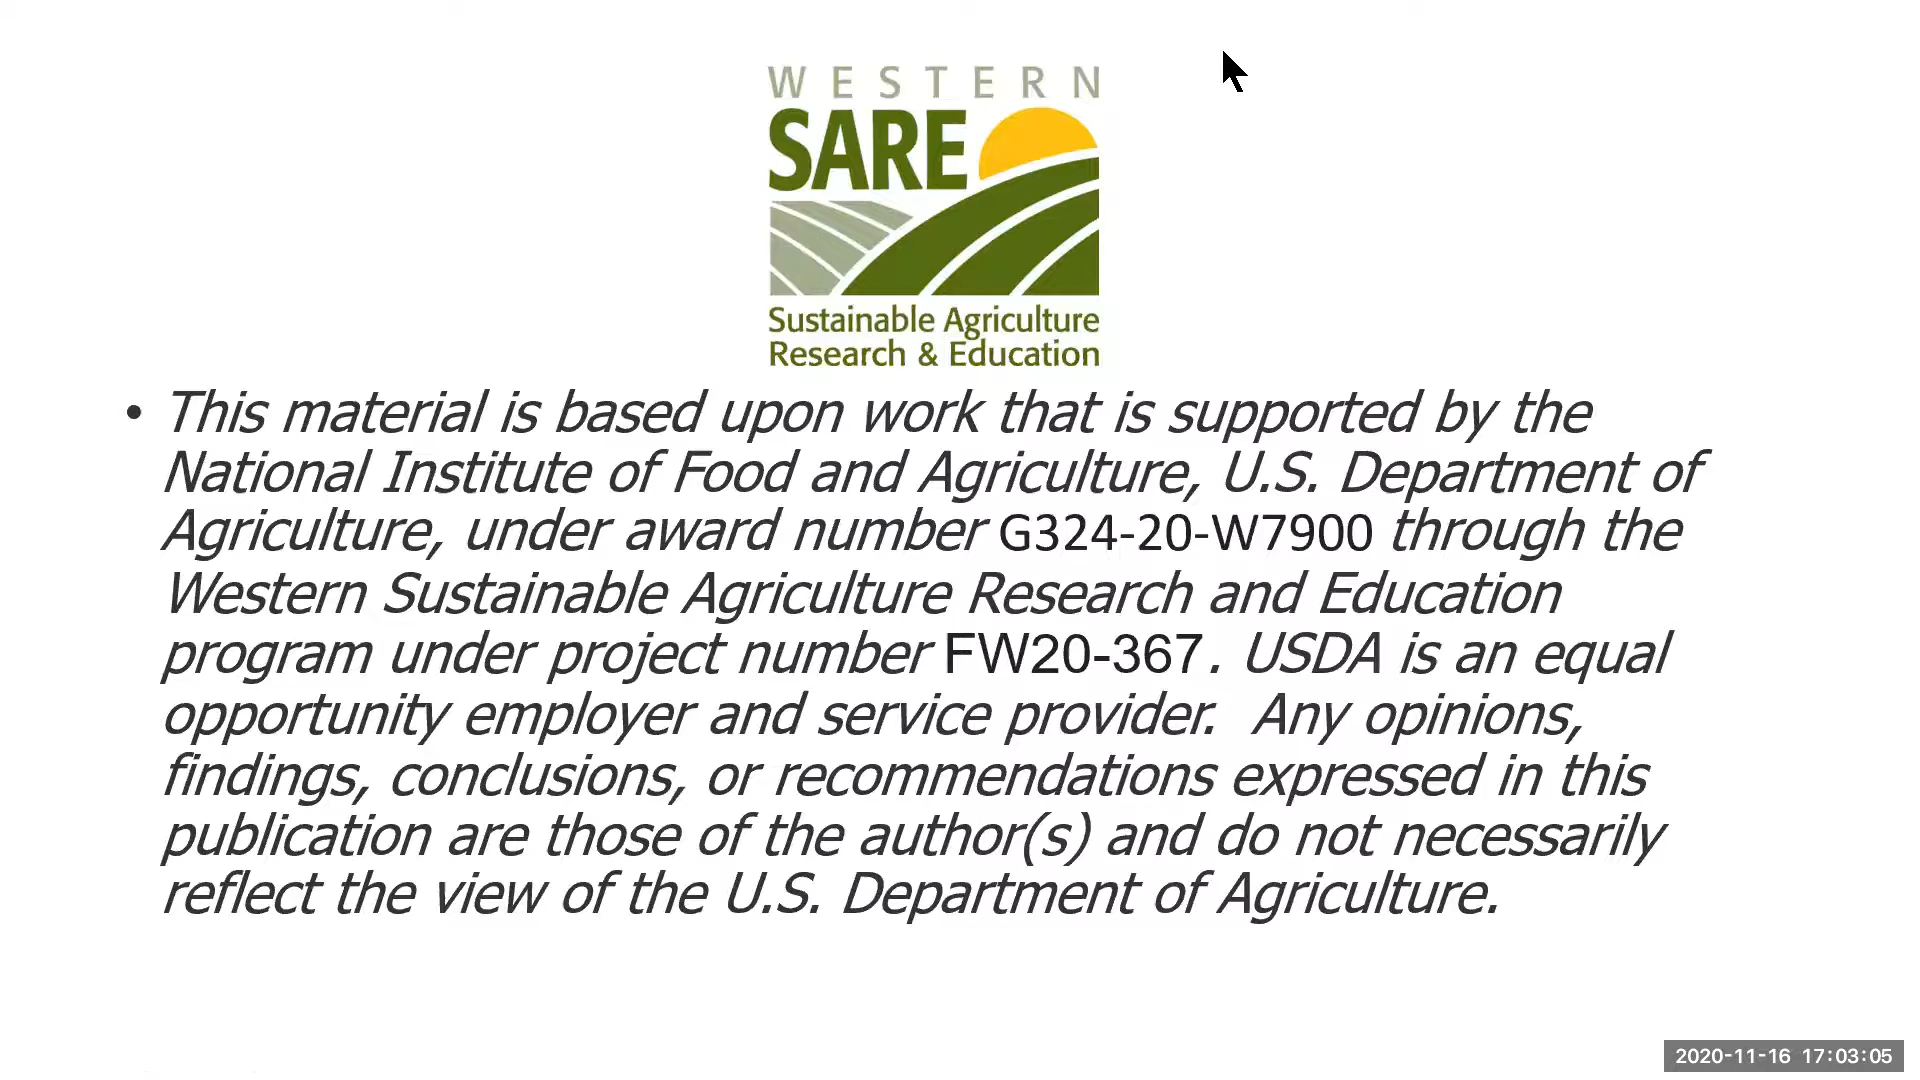 WESTERN
SARE
Sustainable Agriculture
Research & Education
• This material is based upon work that is supported by the
National Institute of Food and Agriculture, U.S. Department of
Agriculture, under award number G324-20-W7900 through the
Western Sustainable Agriculture Research and Education
program under project number FW20-367. USDA is an equal
opportunity employer and service provider.  Any opinions,
findings, conclusions, or recommendations expressed in this
publication are those of the author(s) and do not necessarily
reflect the view of the U.S. Department of Agriculture.
2020-11-16 17:03:05